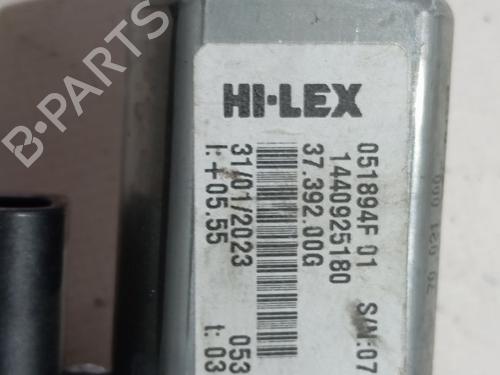 HI-LEX
051894F 01 S/N:07
1440925180
37.392.00G
31/01/2023 053
I:+05.55 t: 03
B-PARTS